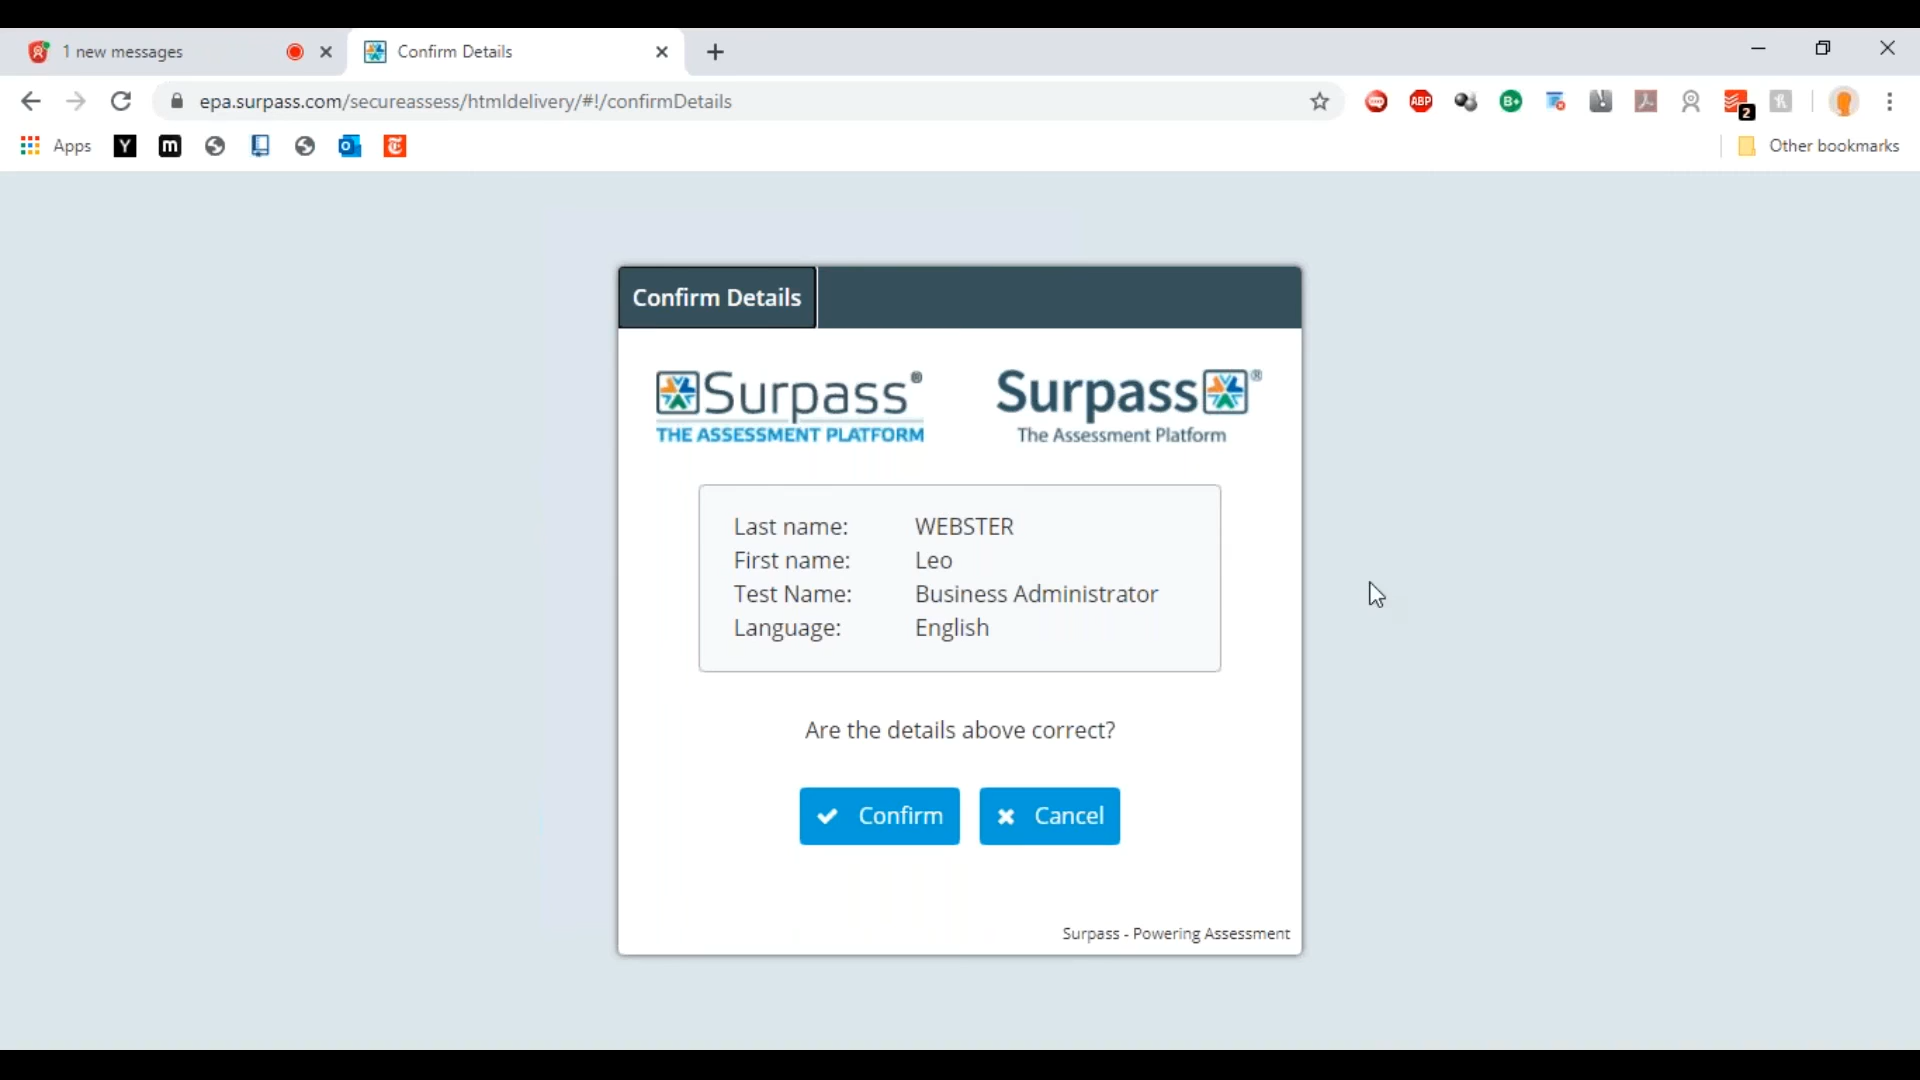 1 new messages
Confirm Details
epa.surpass.com/secureassess/htmldelivery/#!/confirmDetails
ABP
B+
2
Apps
Y
m
Other bookmarks
Confirm Details
Surpass®
THE ASSESSMENT PLATFORM
Surpass®
The Assessment Platform
Last name: WEBSTER
First name: Leo
Test Name: Business Administrator
Language: English
Are the details above correct?
Confirm
Cancel
Surpass - Powering Assessment